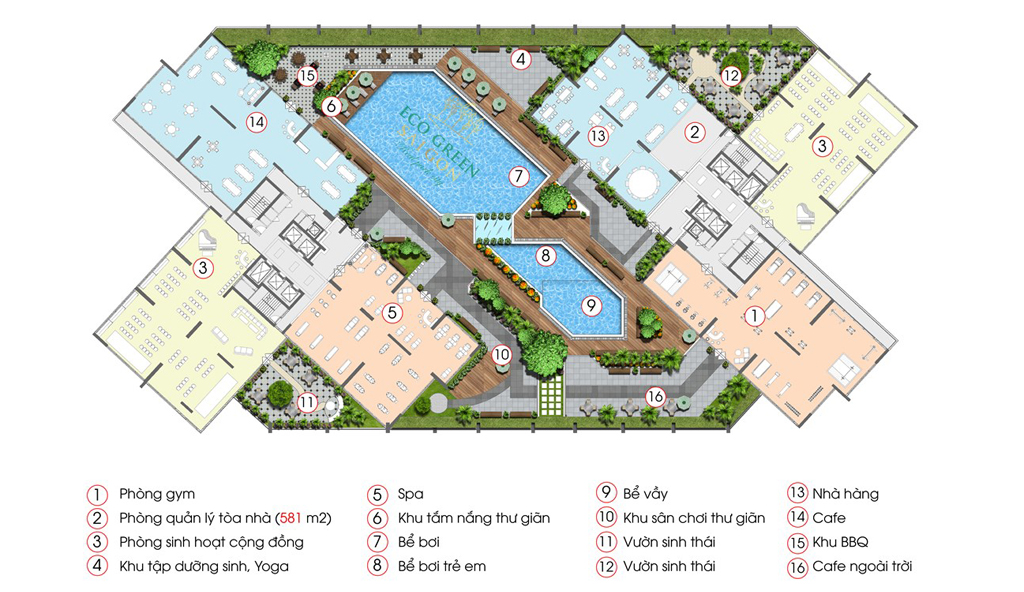 4
15
12
6
14
13
2
3
ECO GREEN
SAIGON
7
8
3
9
5
1
10
16
11
1 Phòng gym
2 Phòng quản lý tòa nhà (581 m2)
3 Phòng sinh hoạt cộng đồng
4 Khu tập dưỡng sinh, Yoga
5 Spa
6 Khu tắm nắng thư giãn
7 Bể bơi
8 Bể bơi trẻ em
9 Bể vầy
10 Khu sân chơi thư giãn
11 Vườn sinh thái
12 Vườn sinh thái
13 Nhà hàng
14 Cafe
15 Khu BBQ
16 Cafe ngoài trời